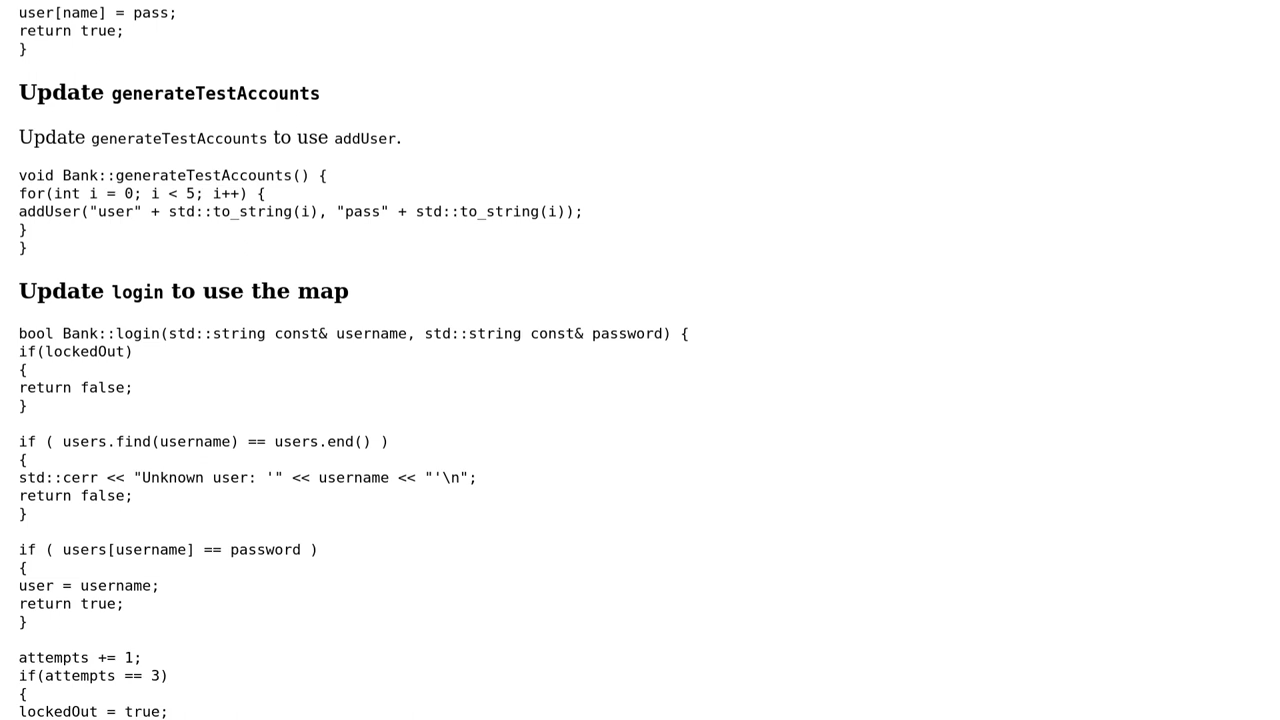 user[name] = pass;
return true;
}
Update generateTestAccounts
Update generateTestAccounts to use addUser.
void Bank::generateTestAccounts() {
for(int i = 0; i < 5; i++) {
addUser("user" + std::to_string(i), "pass" + std::to_string(i));
}
}
Update login to use the map
bool Bank::login(std::string const& username, std::string const& password) {
if(lockedOut)
{
return false;
}
if ( users.find(username) == users.end() )
{
std::cerr << "Unknown user: '" << username << "'\n";
return false;
}
if ( users[username] == password )
{
user = username;
return true;
}
attempts += 1;
if(attempts == 3)
{
lockedOut = true;